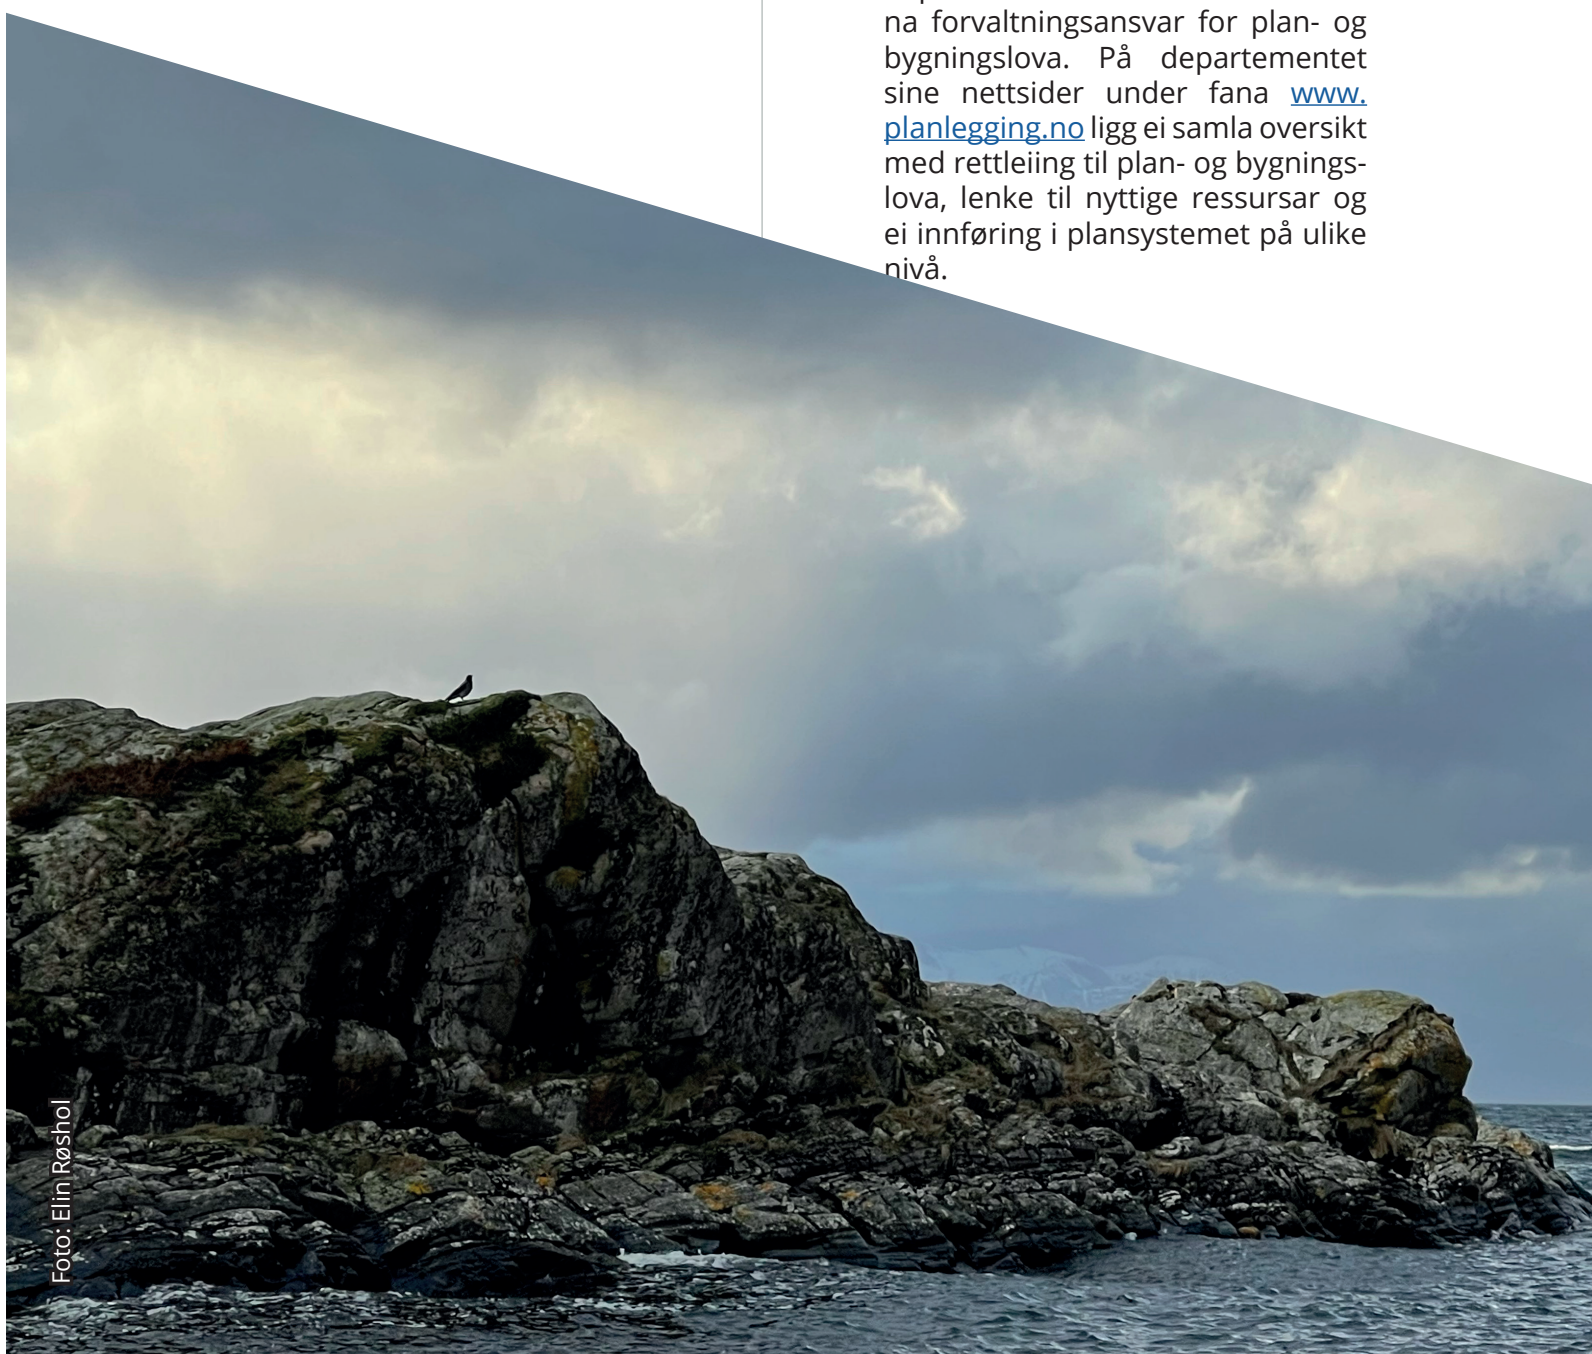 na forvaltningsansvar for plan- og
bygningslova. På departementet
sine nettsider under fana www.
planlegging.no ligg ei samla oversikt
med rettleiing til plan- og bygnings-
lova, lenke til nyttige ressursar og
ei innføring i plansystemet på ulike
nivå.
Foto: Elin Røshol